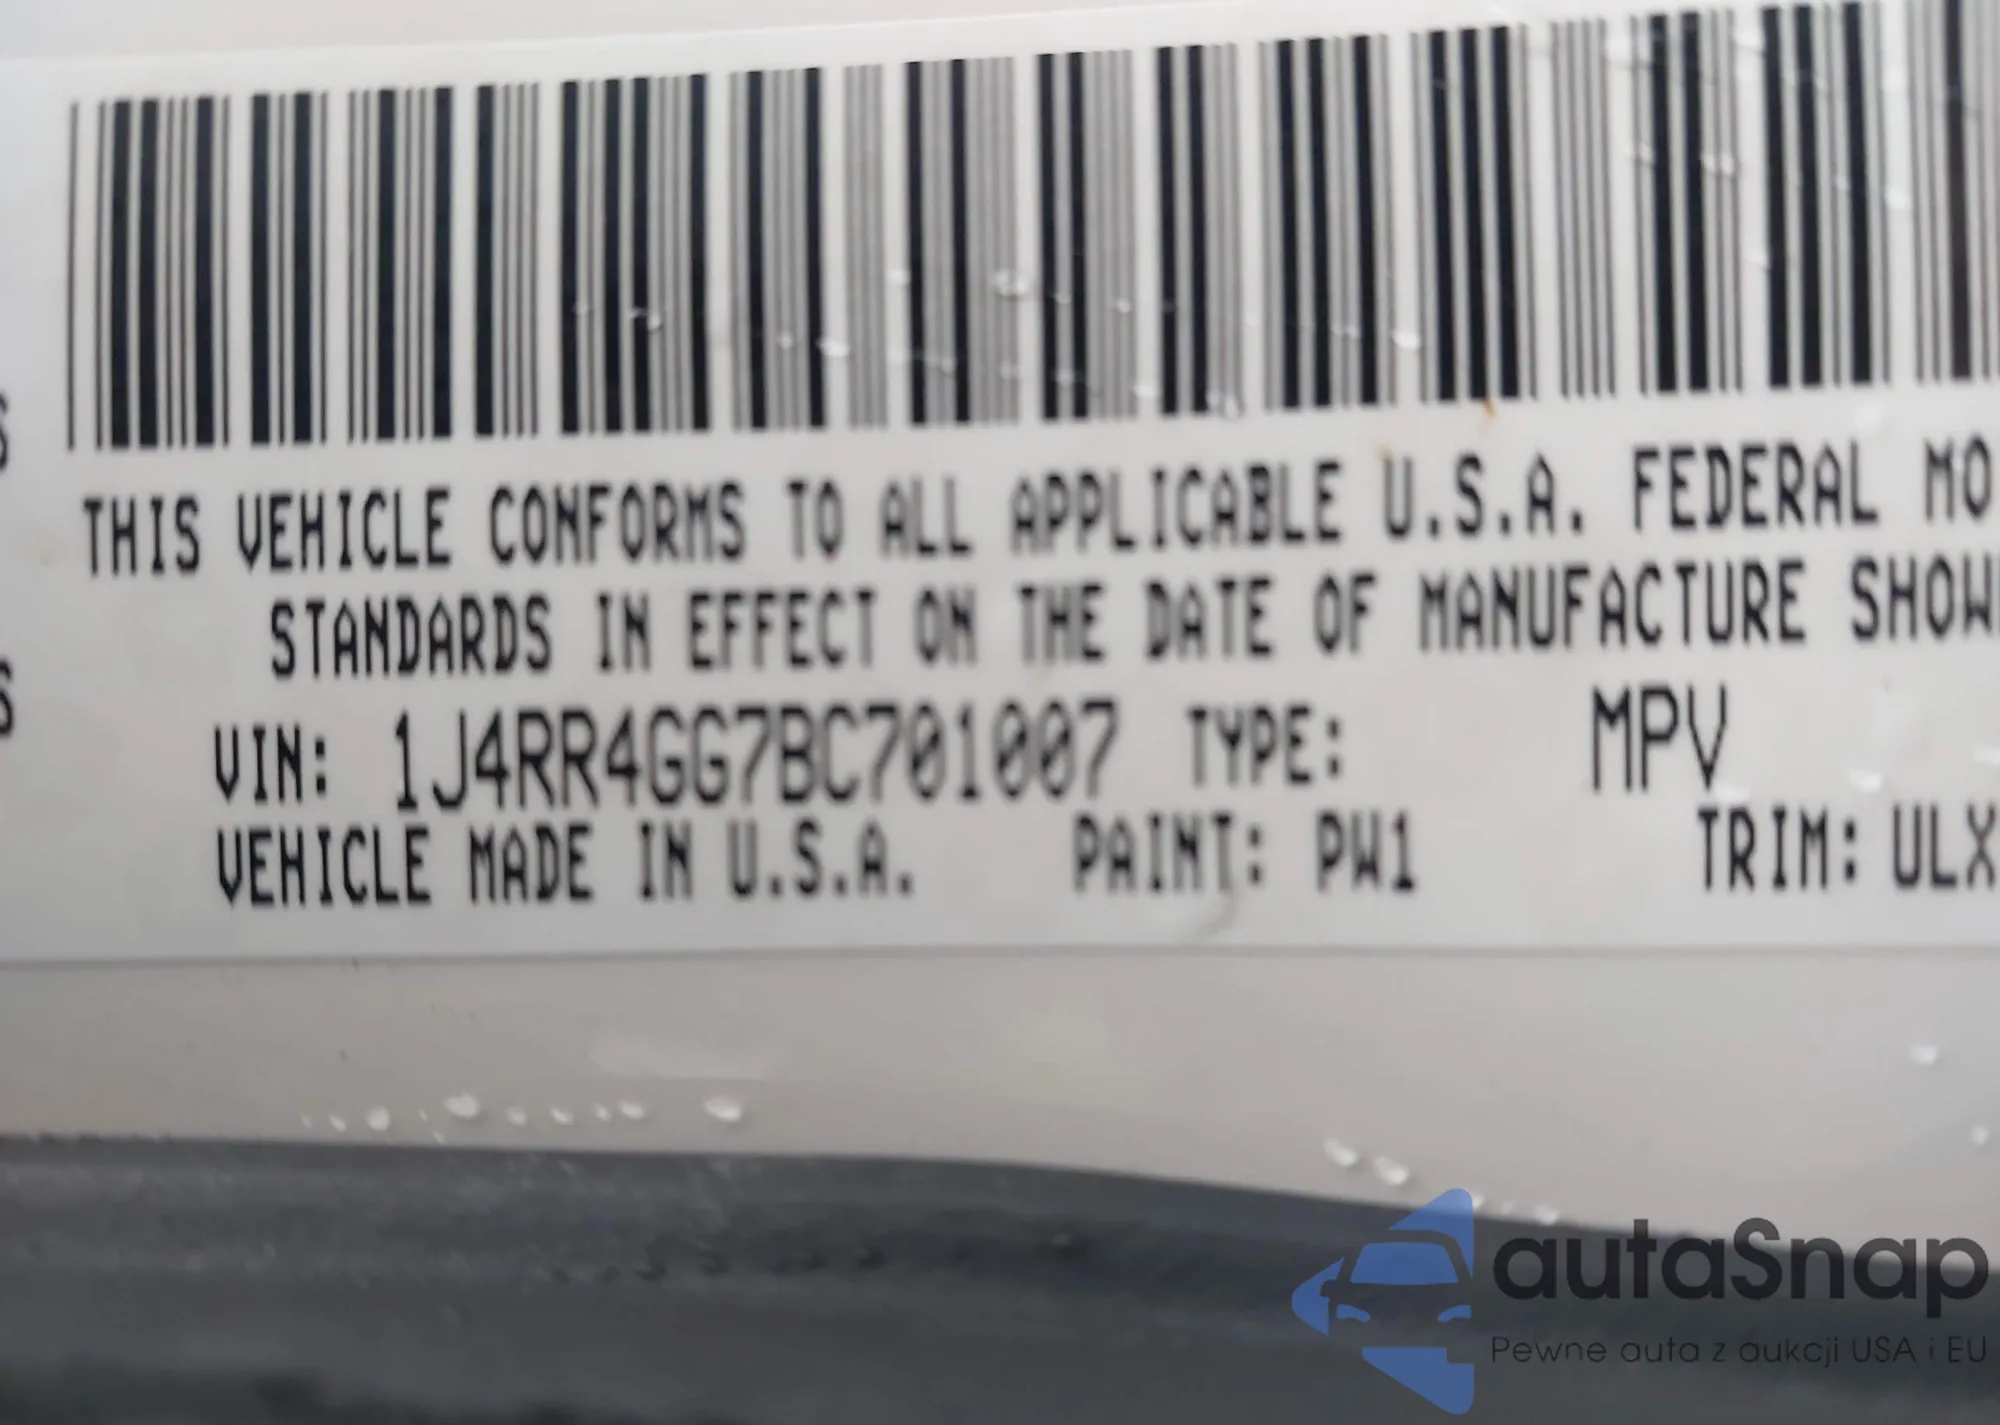 S
THIS VEHICLE CONFORMS TO ALL APPLICABLE U.S.A. FEDERAL MO
STANDARDS IN EFFECT ON THE DATE OF MANUFACTURE SHOW
S
VIN: 1J4RR4GG7BC701007 TYPE: MPV
VEHICLE MADE IN U.S.A. PAINT: PW1 TRIM: ULX
autaSnap
Pewne auta z aukcji USA i EU